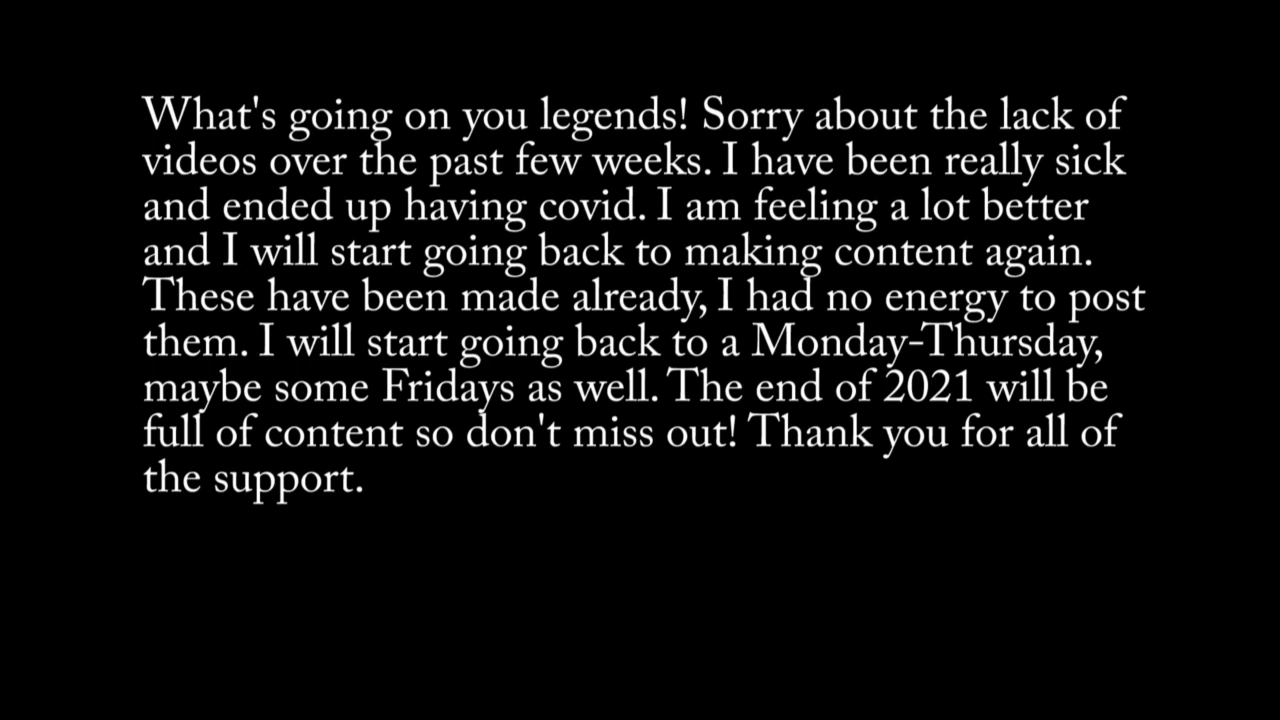 What's going on you legends! Sorry about the lack of
videos over the past few weeks. I have been really sick
and ended up having covid. I am feeling a lot better
and I will start going back to making content again.
These have been made already, I had no energy to post
them. I will start going back to a Monday-Thursday,
maybe some Fridays as well. The end of 2021 will be
full of content so don't miss out! Thank you for all of
the support.